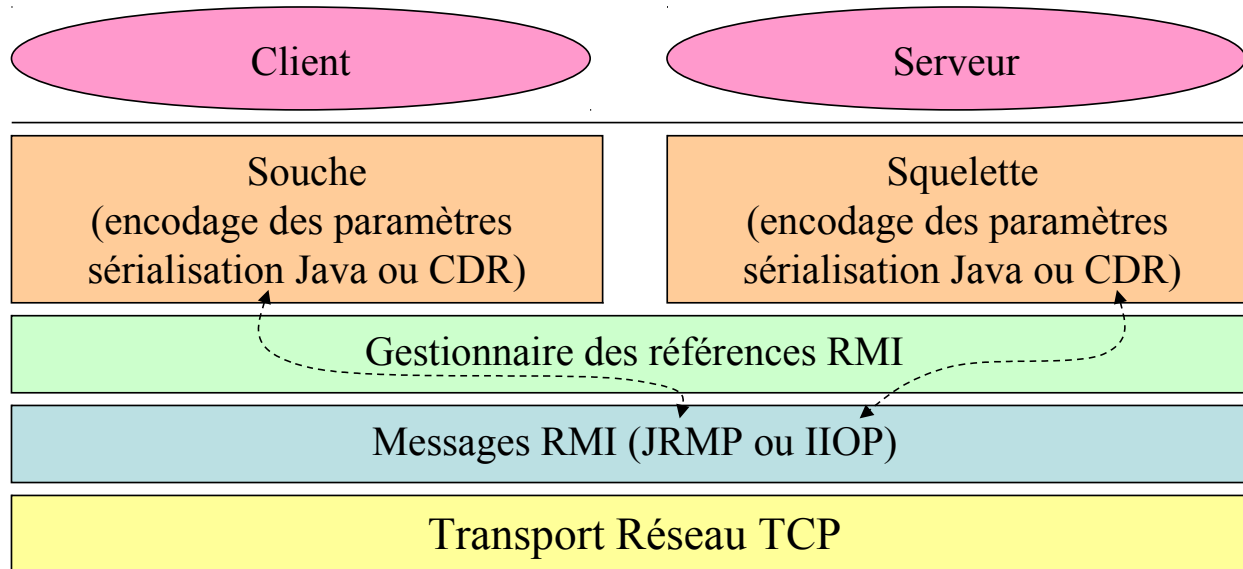 Client
Serveur
Souche
(encodage des paramètres
sérialisation Java ou CDR)
Squelette
(encodage des paramètres
sérialisation Java ou CDR)
Gestionnaire des références RMI
Messages RMI (JRMP ou IIOP)
Transport Réseau TCP